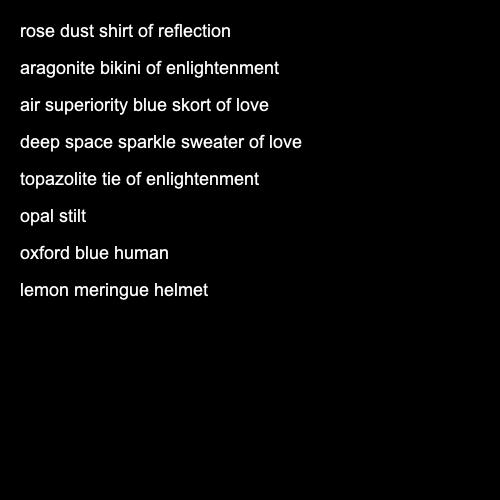 rose dust shirt of reflection
aragonite bikini of enlightenment
air superiority blue skort of love
deep space sparkle sweater of love
topazolite tie of enlightenment
opal stilt
oxford blue human
lemon meringue helmet